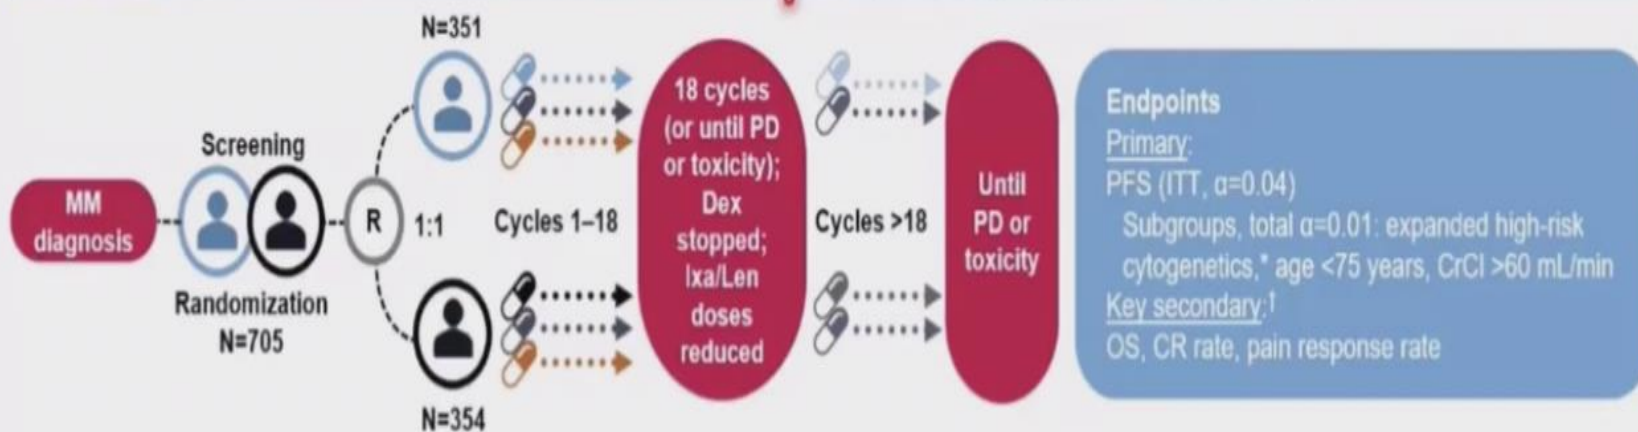 MM
diagnosis
Screening
Randomization
N=705
R
1:1
N=351
N=354
Cycles 1–18
18 cycles
(or until PD
or toxicity);
Dex
stopped;
Ixa/Len
doses
reduced
Cycles >18
Until
PD or
toxicity
Endpoints
Primary:
PFS (ITT, α=0.04)
Subgroups, total α=0.01: expanded high-risk
cytogenetics,* age <75 years, CrCl >60 mL/min
Key secondary:†
OS, CR rate, pain response rate